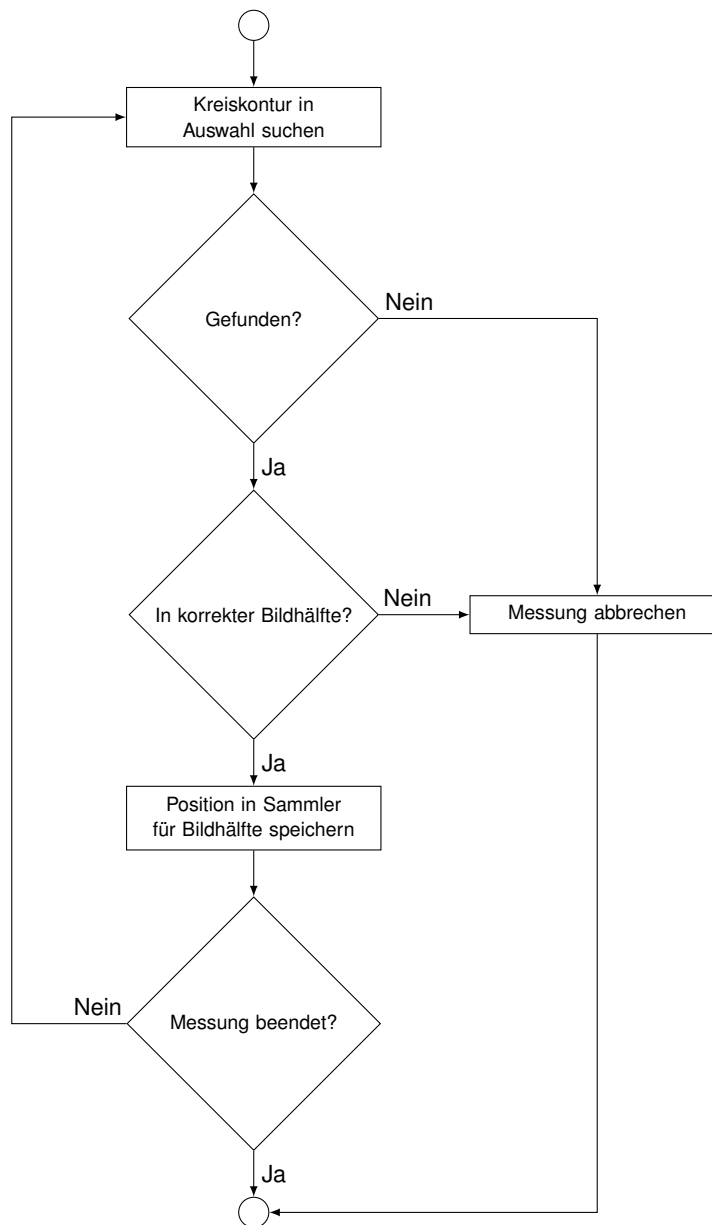 Kreiskontur in
Auswahl suchen
Gefunden?
Nein
Ja
In korrekter Bildhälfte?
Nein
Messung abbrechen
Ja
Position in Sammler
für Bildhälfte speichern
Nein
Messung beendet?
Ja